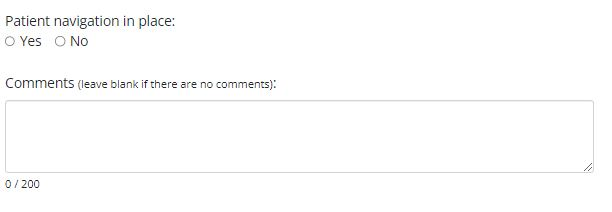 Patient navigation in place:
Yes No
Comments (leave blank if there are no comments):
0 / 200